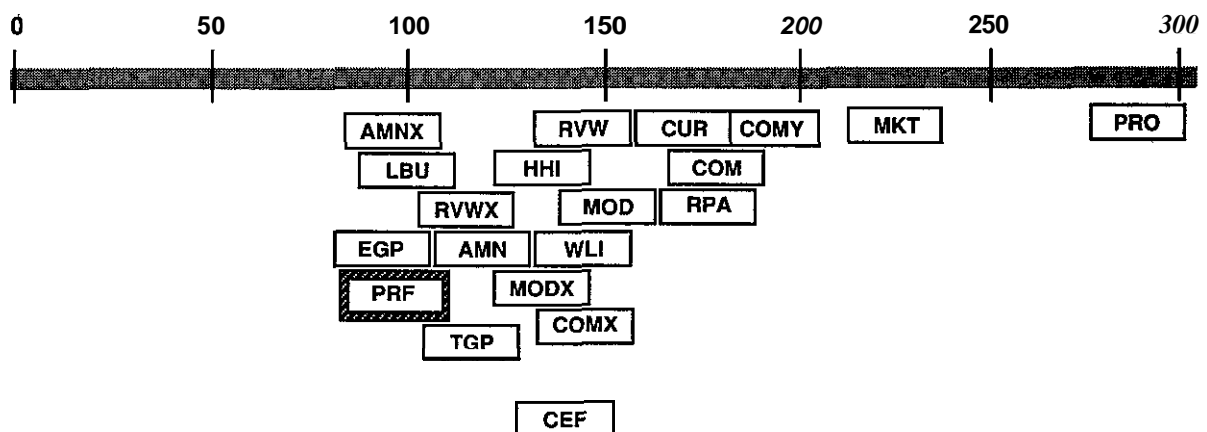 0 50 100 150 200 250 300
AMNX RVW CUR COMY MKT PRO
LBU HHI COM
RVWX MOD RPA
EGP AMN WLI
PRF MODX
COMX
TGP
CEF